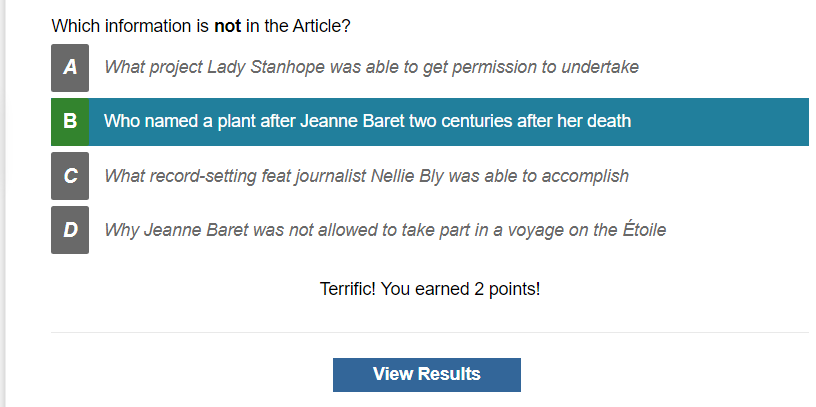 Which information is not in the Article?
A What project Lady Stanhope was able to get permission to undertake
B Who named a plant after Jeanne Baret two centuries after her death
C What record-setting feat journalist Nellie Bly was able to accomplish
D Why Jeanne Baret was not allowed to take part in a voyage on the Étoile
Terrific! You earned 2 points!
View Results